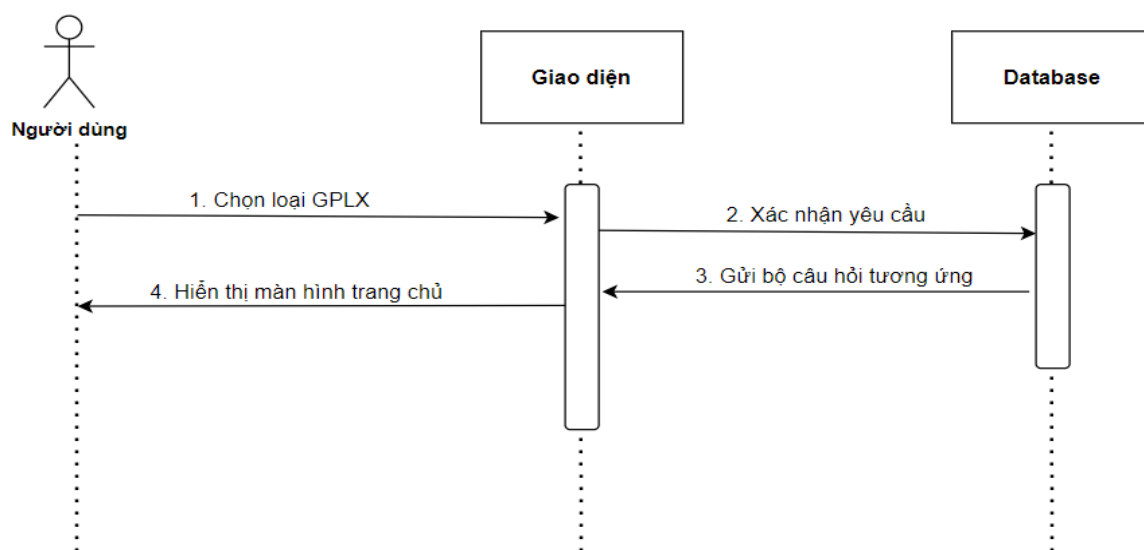 Người dùng
Giao diện
Database
1. Chọn loại GPLX
2. Xác nhận yêu cầu
3. Gửi bộ câu hỏi tương ứng
4. Hiển thị màn hình trang chủ